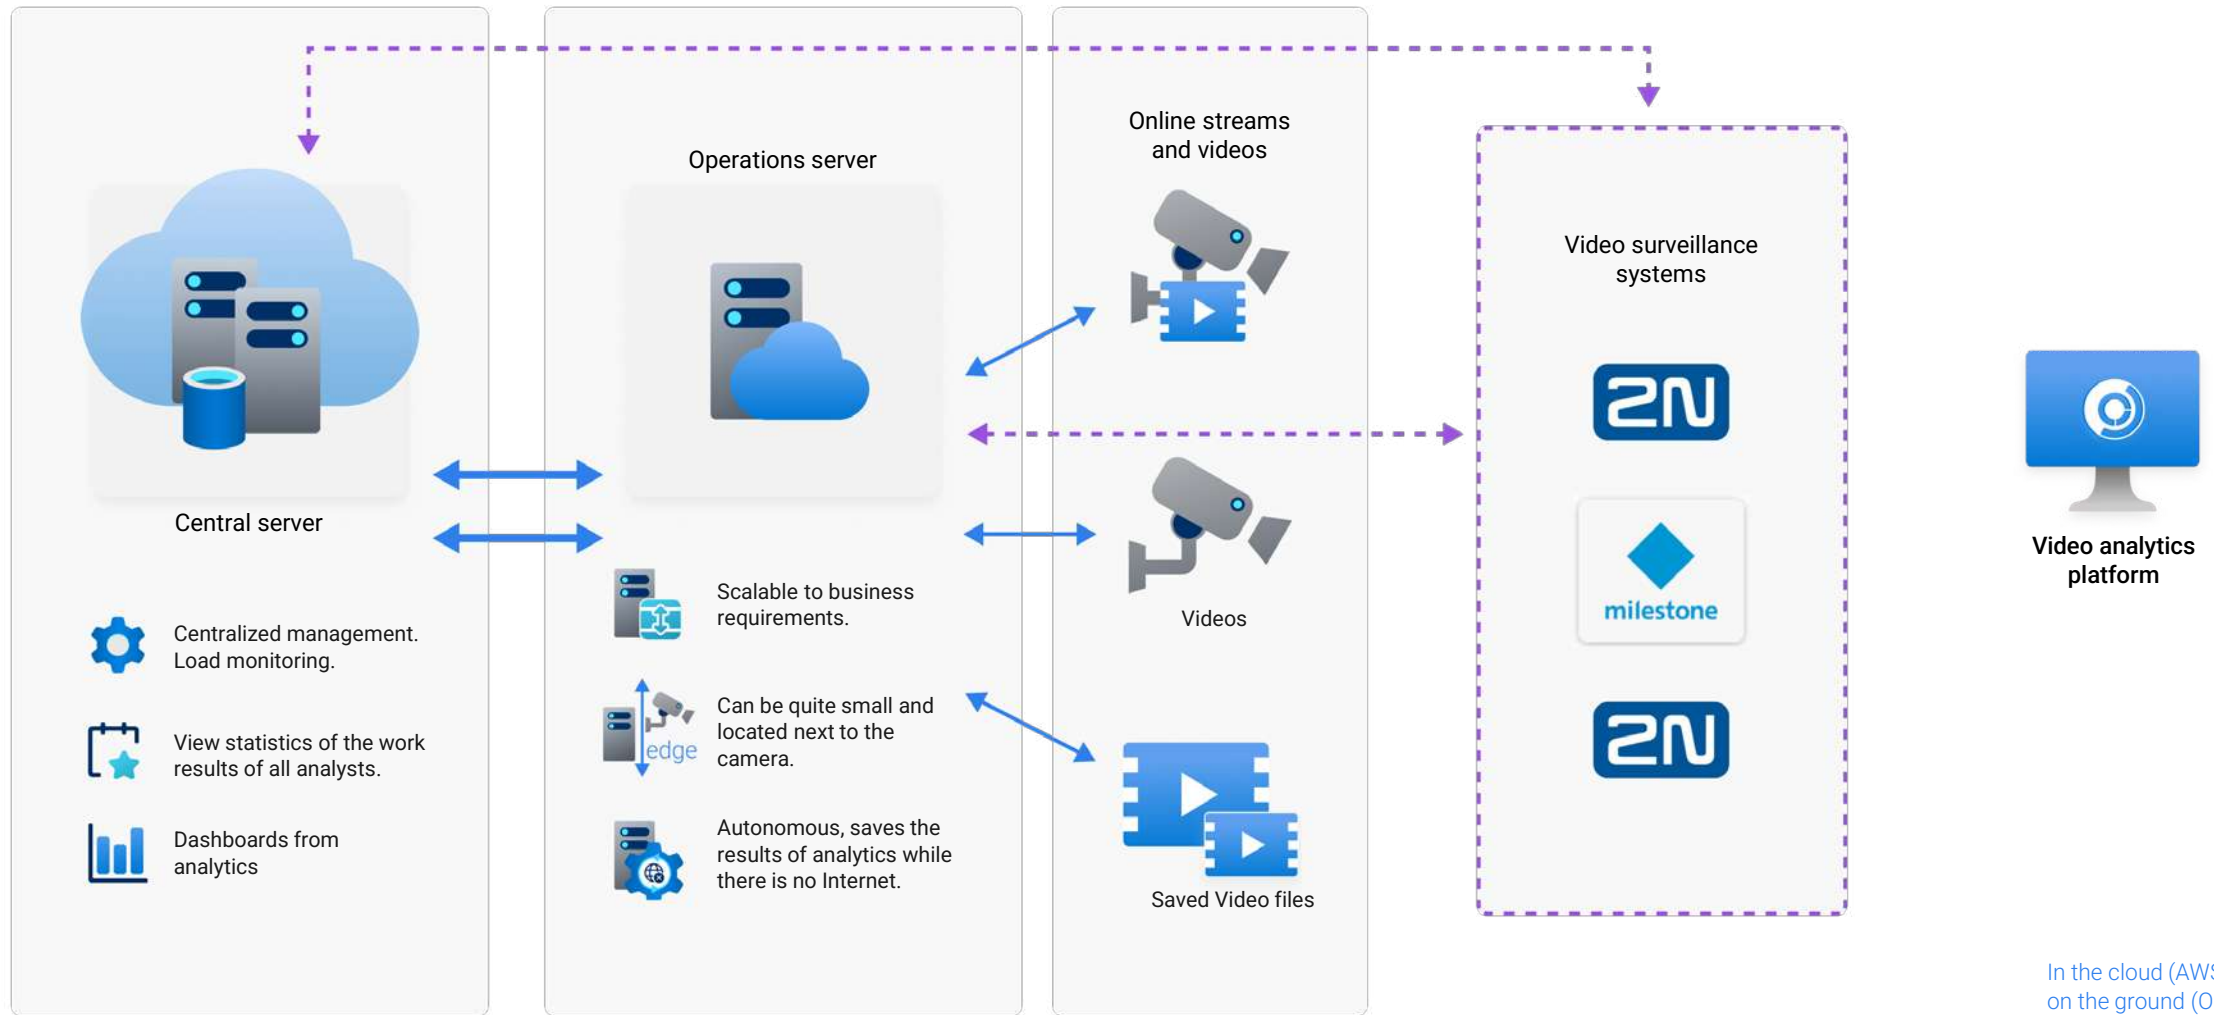 Central server
Centralized management.
Load monitoring.
View statistics of the work
results of all analysts.
Dashboards from
analytics
Operations server
Scalable to business
requirements.
edge
Can be quite small and
located next to the
camera.
Autonomous, saves the
results of analytics while
there is no Internet.
Online streams
and videos
Videos
Saved Video files
Video surveillance
systems
2N
milestone
2N
Video analytics
platform
In the cloud (AWS
on the ground (O